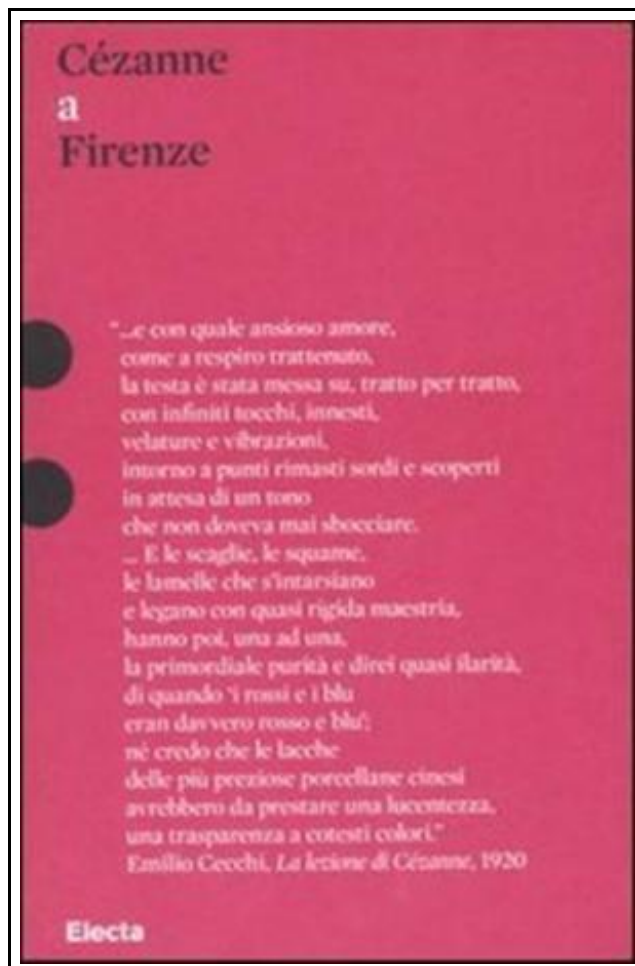 Cézanne
a
Firenze
“...e con quale ansioso amore,
come a respiro trattenuto,
la testa è stata messa su, tratto per tratto,
con infiniti tocchi, innesti,
velature e vibrazioni,
intorno a punti rimasti sordi e scoperti
in attesa di un tono
che non doveva mai sbocciare.
... E le scaglie, le squame,
le lamelle che s'intarsiano
e legano con quasi rigida maestria,
hanno poi, una ad una,
la primordiale purità e direi quasi ilarità,
di quando ‘i rossi e i blu
eran davvero rosso e blu’;
nè credo che le lacche
delle più preziose porcellane cinesi
avrebbero da prestare una lucentezza,
una trasparenza a cotesti colori.”
Emilio Cecchi, La lezione di Cézanne, 1920
Electa